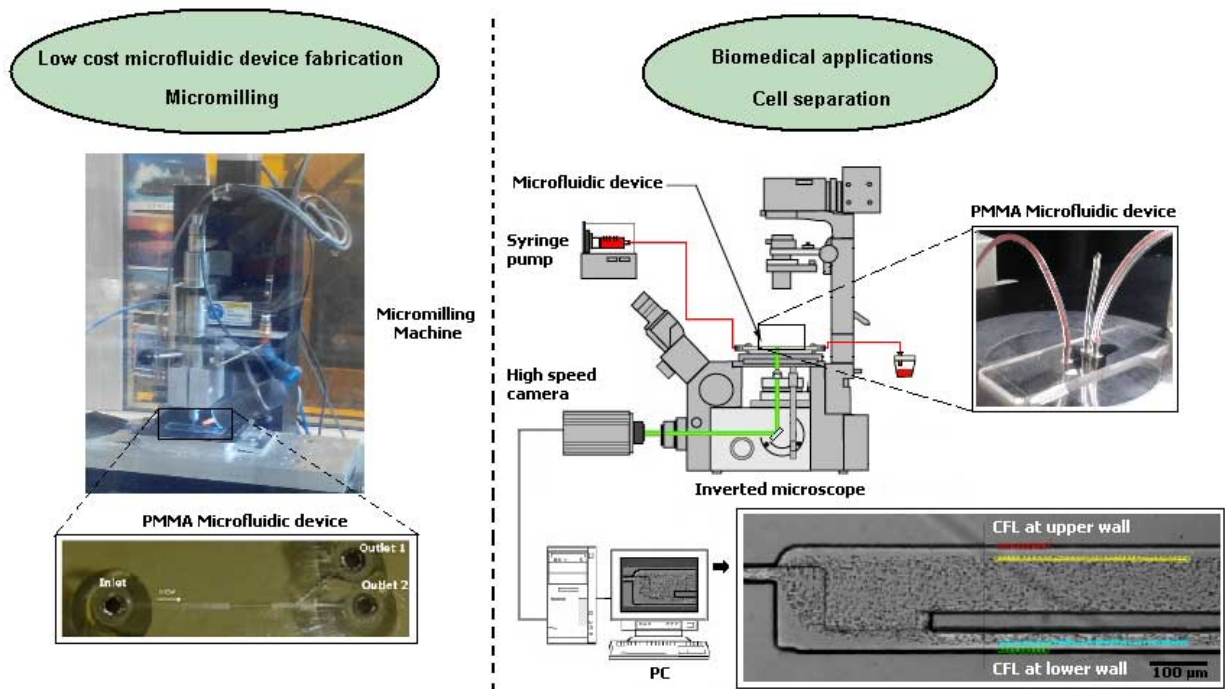 Low cost microfluidic device fabrication
Micromilling
Biomedical applications
Cell separation
Microfluidic device
Syringe
pump
PMMA Microfluidic device
Micromilling
Machine
High speed
camera
Inverted microscope
PMMA Microfluidic device
Outlet 1
Inlet
Outlet 2
CFL at upper wall
CFL at lower wall
100 µm
PC